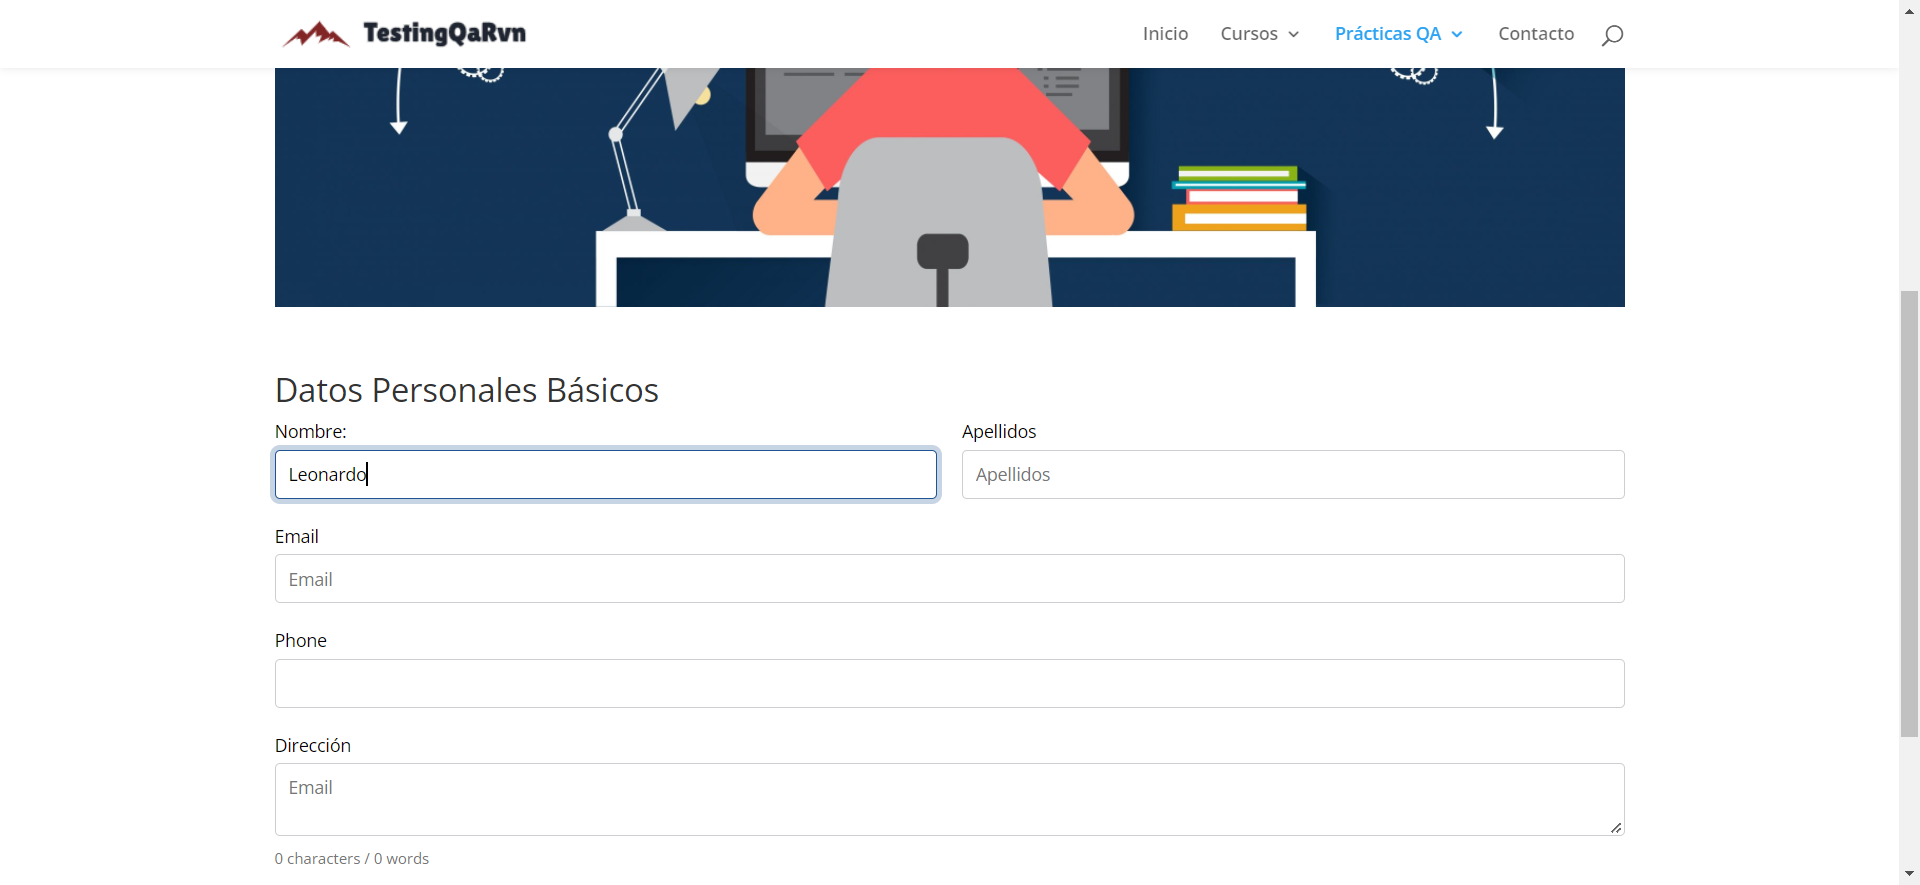 TestingQaRvn
Inicio Cursos Prácticas QA Contacto
Datos Personales Básicos
Nombre: Apellidos
Leonardo Apellidos
Email
Email
Phone
Dirección
Email
0 characters / 0 words